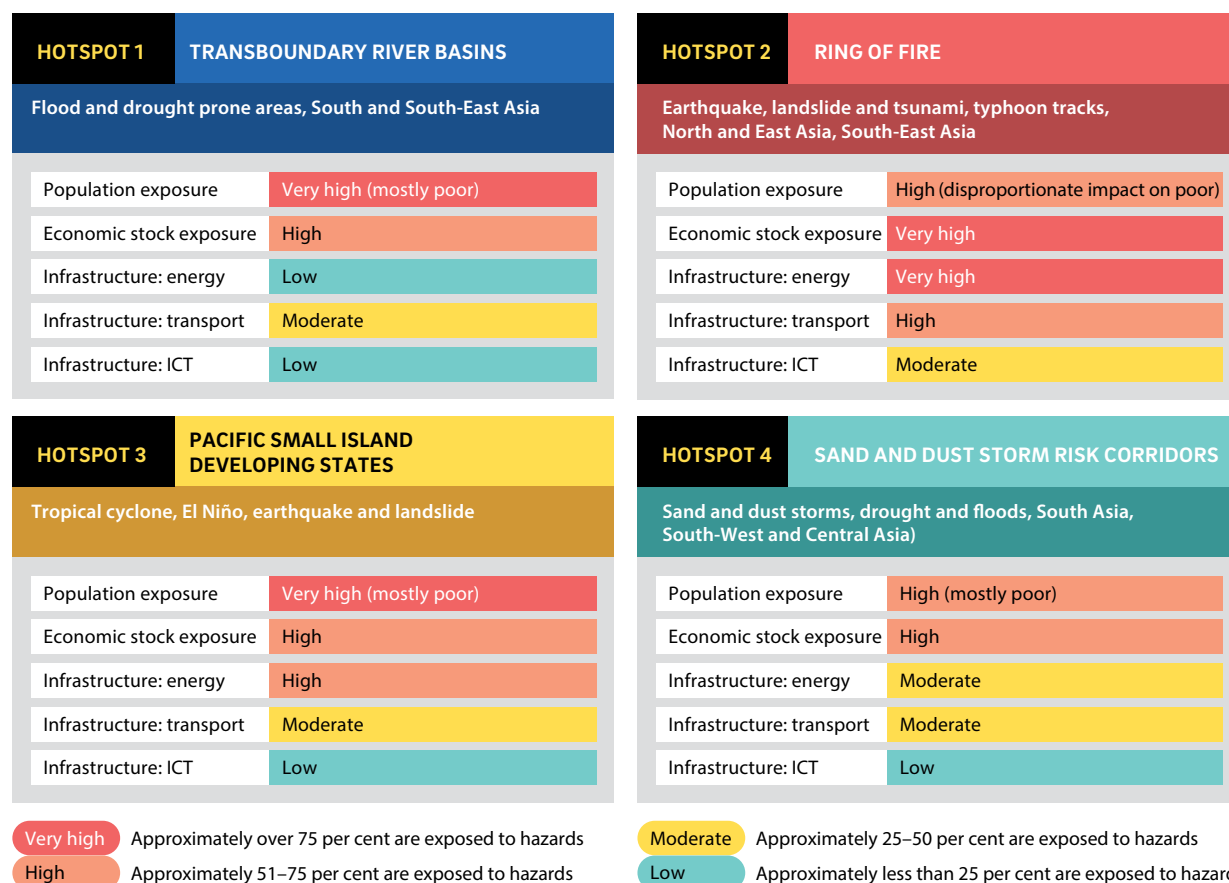 HOTSPOT 1 TRANSBOUNDARY RIVER BASINS
Flood and drought prone areas, South and South-East Asia
Population exposure Very high (mostly poor)
Economic stock exposure High
Infrastructure: energy Low
Infrastructure: transport Moderate
Infrastructure: ICT Low
HOTSPOT 2 RING OF FIRE
Earthquake, landslide and tsunami, typhoon tracks,
North and East Asia, South-East Asia
Population exposure High (disproportionate impact on poor)
Economic stock exposure Very high
Infrastructure: energy Very high
Infrastructure: transport High
Infrastructure: ICT Moderate
HOTSPOT 3 PACIFIC SMALL ISLAND
DEVELOPING STATES
Tropical cyclone, El Niño, earthquake and landslide
Population exposure Very high (mostly poor)
Economic stock exposure High
Infrastructure: energy High
Infrastructure: transport Moderate
Infrastructure: ICT Low
HOTSPOT 4 SAND AND DUST STORM RISK CORRIDORS
Sand and dust storms, drought and floods, South Asia,
South-West and Central Asia)
Population exposure High (mostly poor)
Economic stock exposure High
Infrastructure: energy Moderate
Infrastructure: transport Moderate
Infrastructure: ICT Low
Very high Approximately over 75 per cent are exposed to hazards
High Approximately 51–75 per cent are exposed to hazards
Moderate Approximately 25–50 per cent are exposed to hazards
Low Approximately less than 25 per cent are exposed to